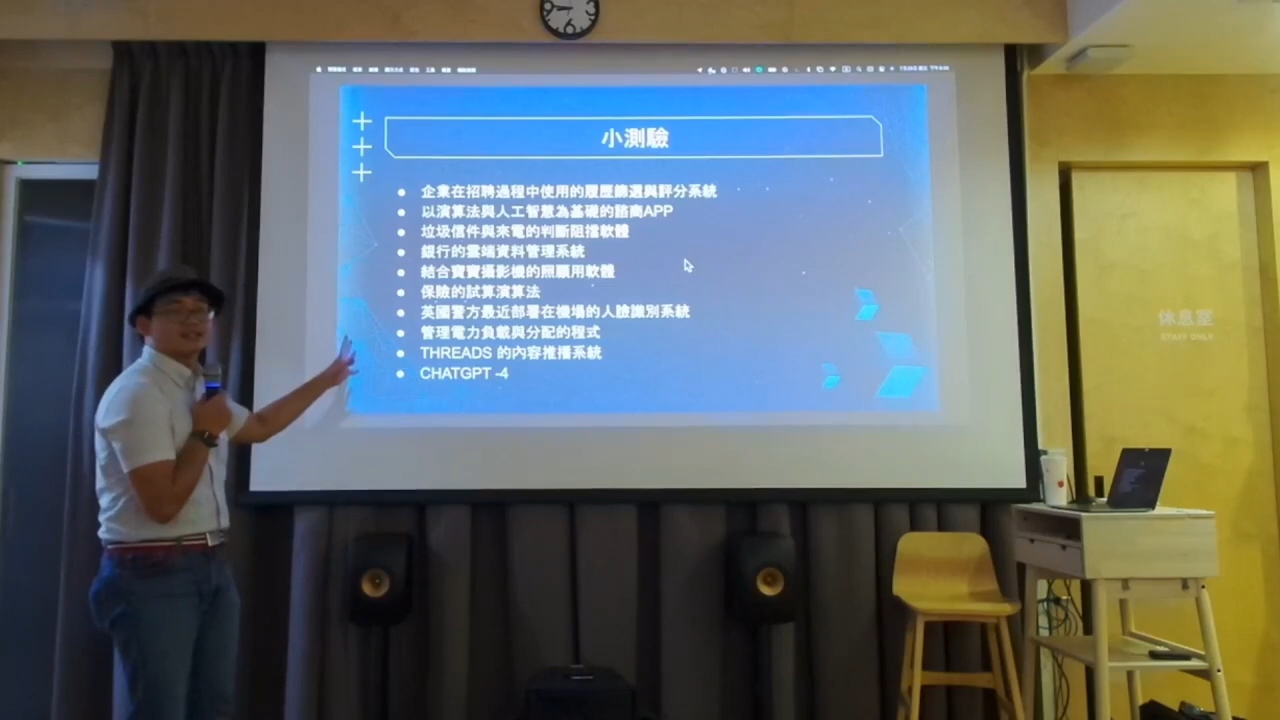 小測驗
企業在招聘過程中使用的履歷篩選與評分系統
以演算法與人工智慧為基礎的諮商APP
垃圾信件與來電的判斷阻擋軟體
銀行的雲端資料管理系統
結合寶寶攝影機的照顧用軟體
保險的試算演算法
英國警方最近部署在機場的人臉識別系統
管理電力負載與分配的程式
THREADS 的內容推播系統
CHATGPT -4
休息室
STAFF ONLY